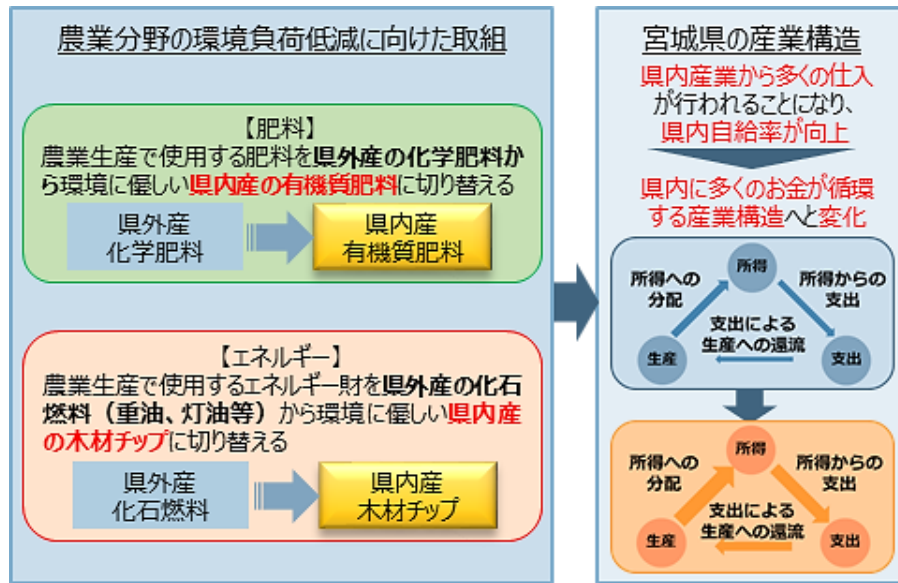 農業分野の環境負荷低減に向けた取組
【肥料】
農業生産で使用する肥料を県外産の化学肥料か
ら環境に優しい県内産の有機質肥料に切り替える
県外産
化学肥料
県内産
有機質肥料
【エネルギー】
農業生産で使用するエネルギー財を県外産の化石
燃料（重油、灯油等）から環境に優しい県内産
の木材チップに切り替える
県外産
化石燃料
県内産
木材チップ
宮城県の産業構造
県内産業から多くの仕入
が行われることになり、
県内自給率が向上
県内に多くのお金が循環
する産業構造へと変化
所得
所得への
分配
所得からの
支出
支出による
生産への還流
生産
支出
所得
所得への
分配
所得からの
支出
支出による
生産への還流
生産
支出